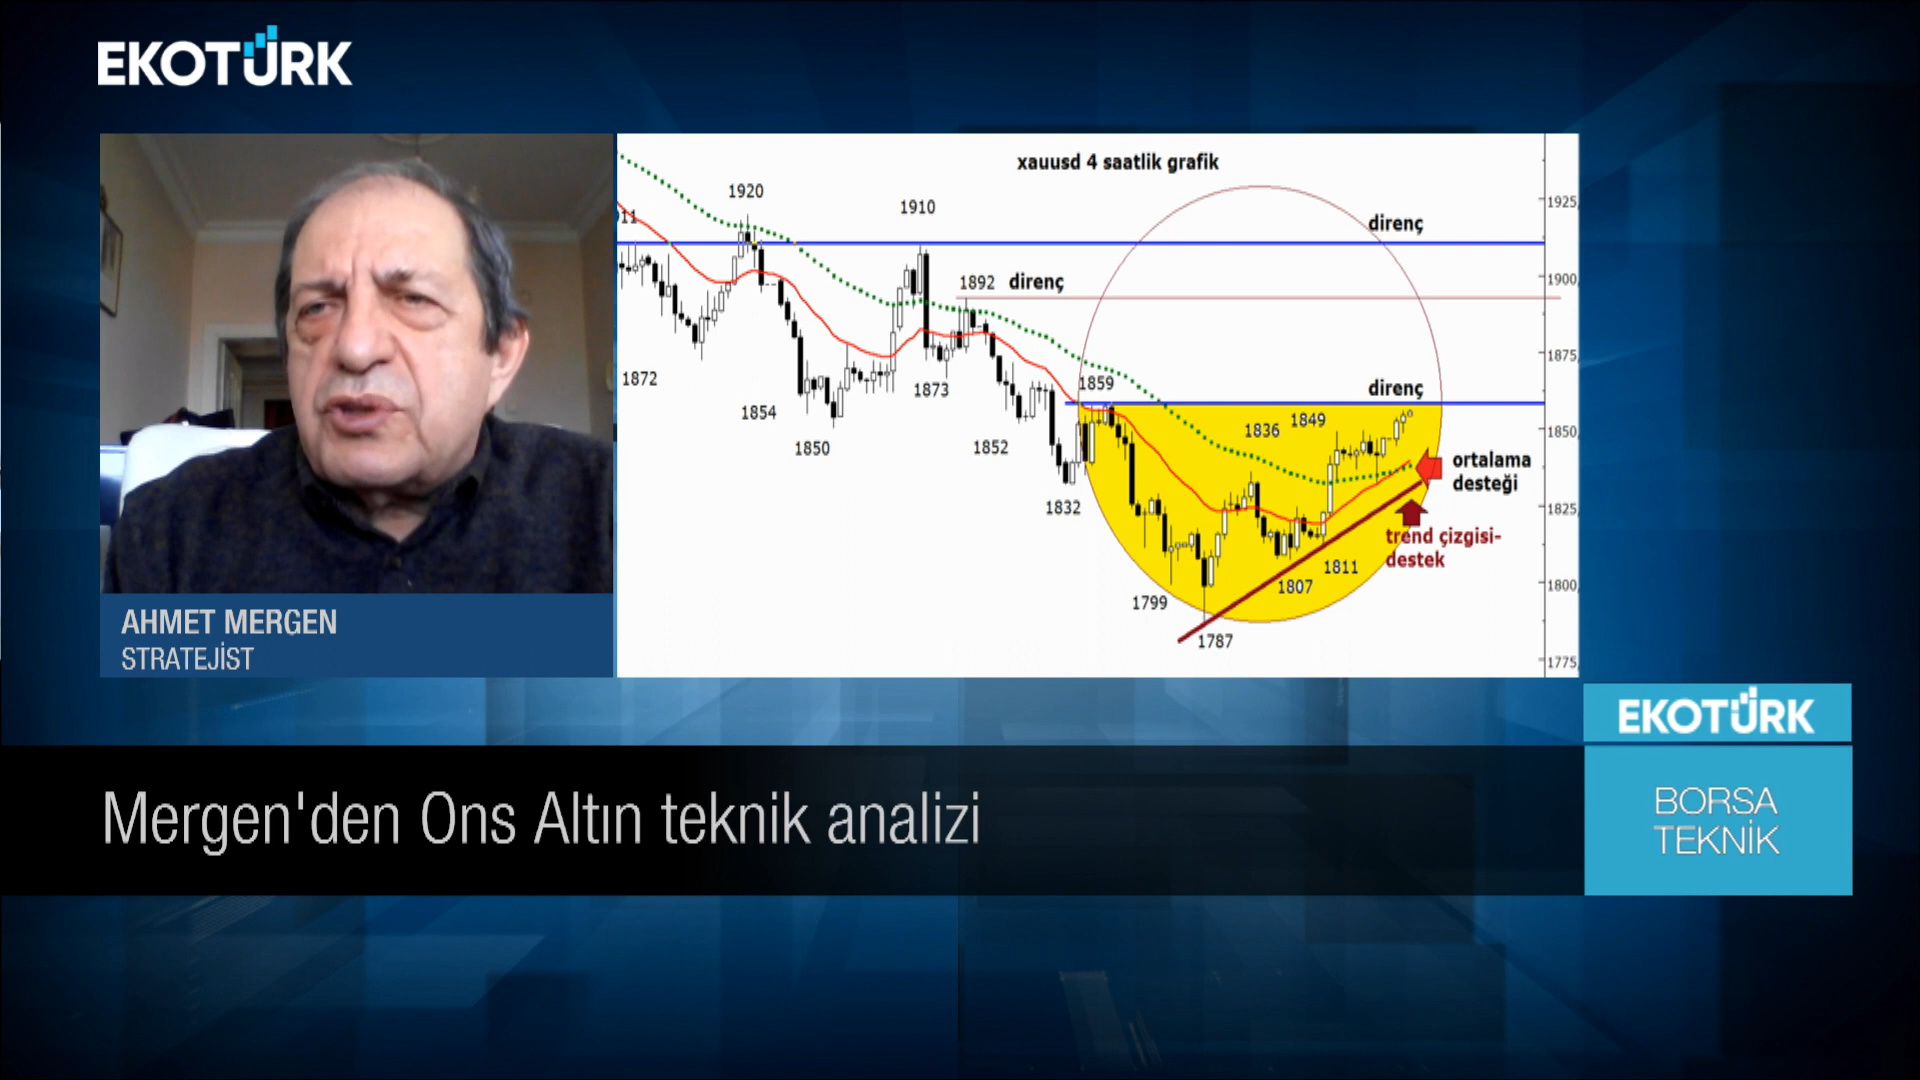 EKOTÜRK
xauusd 4 saatlik grafik
1920
1910
11
direnç
1925
1892
direnç
1900
1875
1872
1873
1859
direnç
1854
1836
1849
1850
1850
1852
ortalama
desteği
1832
1825
trend çizgisi-
destek
1811
1807
1800
1799
1787
1775
AHMET MERGEN
STRATEJİST
EKOTÜRK
Mergen'den Ons Altın teknik analizi
BORSA
TEKNİK